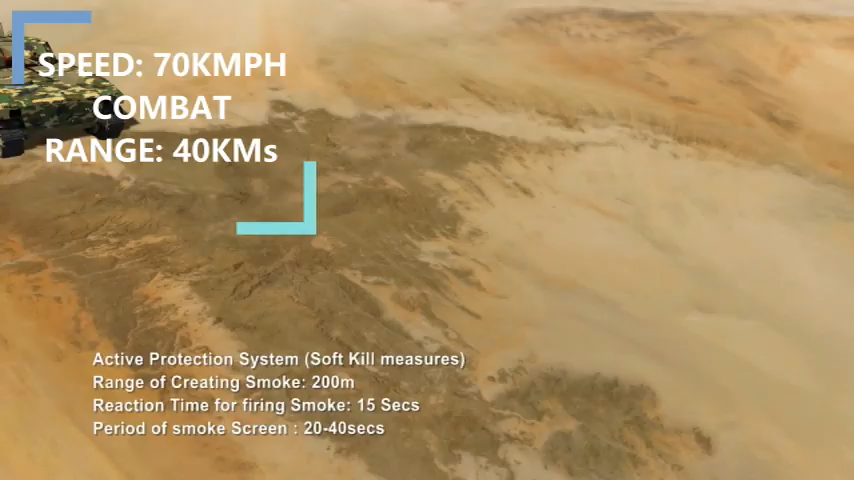 SPEED: 70KMPH
COMBAT
RANGE: 40KMs
Active Protection System (Soft Kill measures)
Range of Creating Smoke: 200m
Reaction Time for firing Smoke: 15 Secs
Period of smoke Screen : 20-40secs